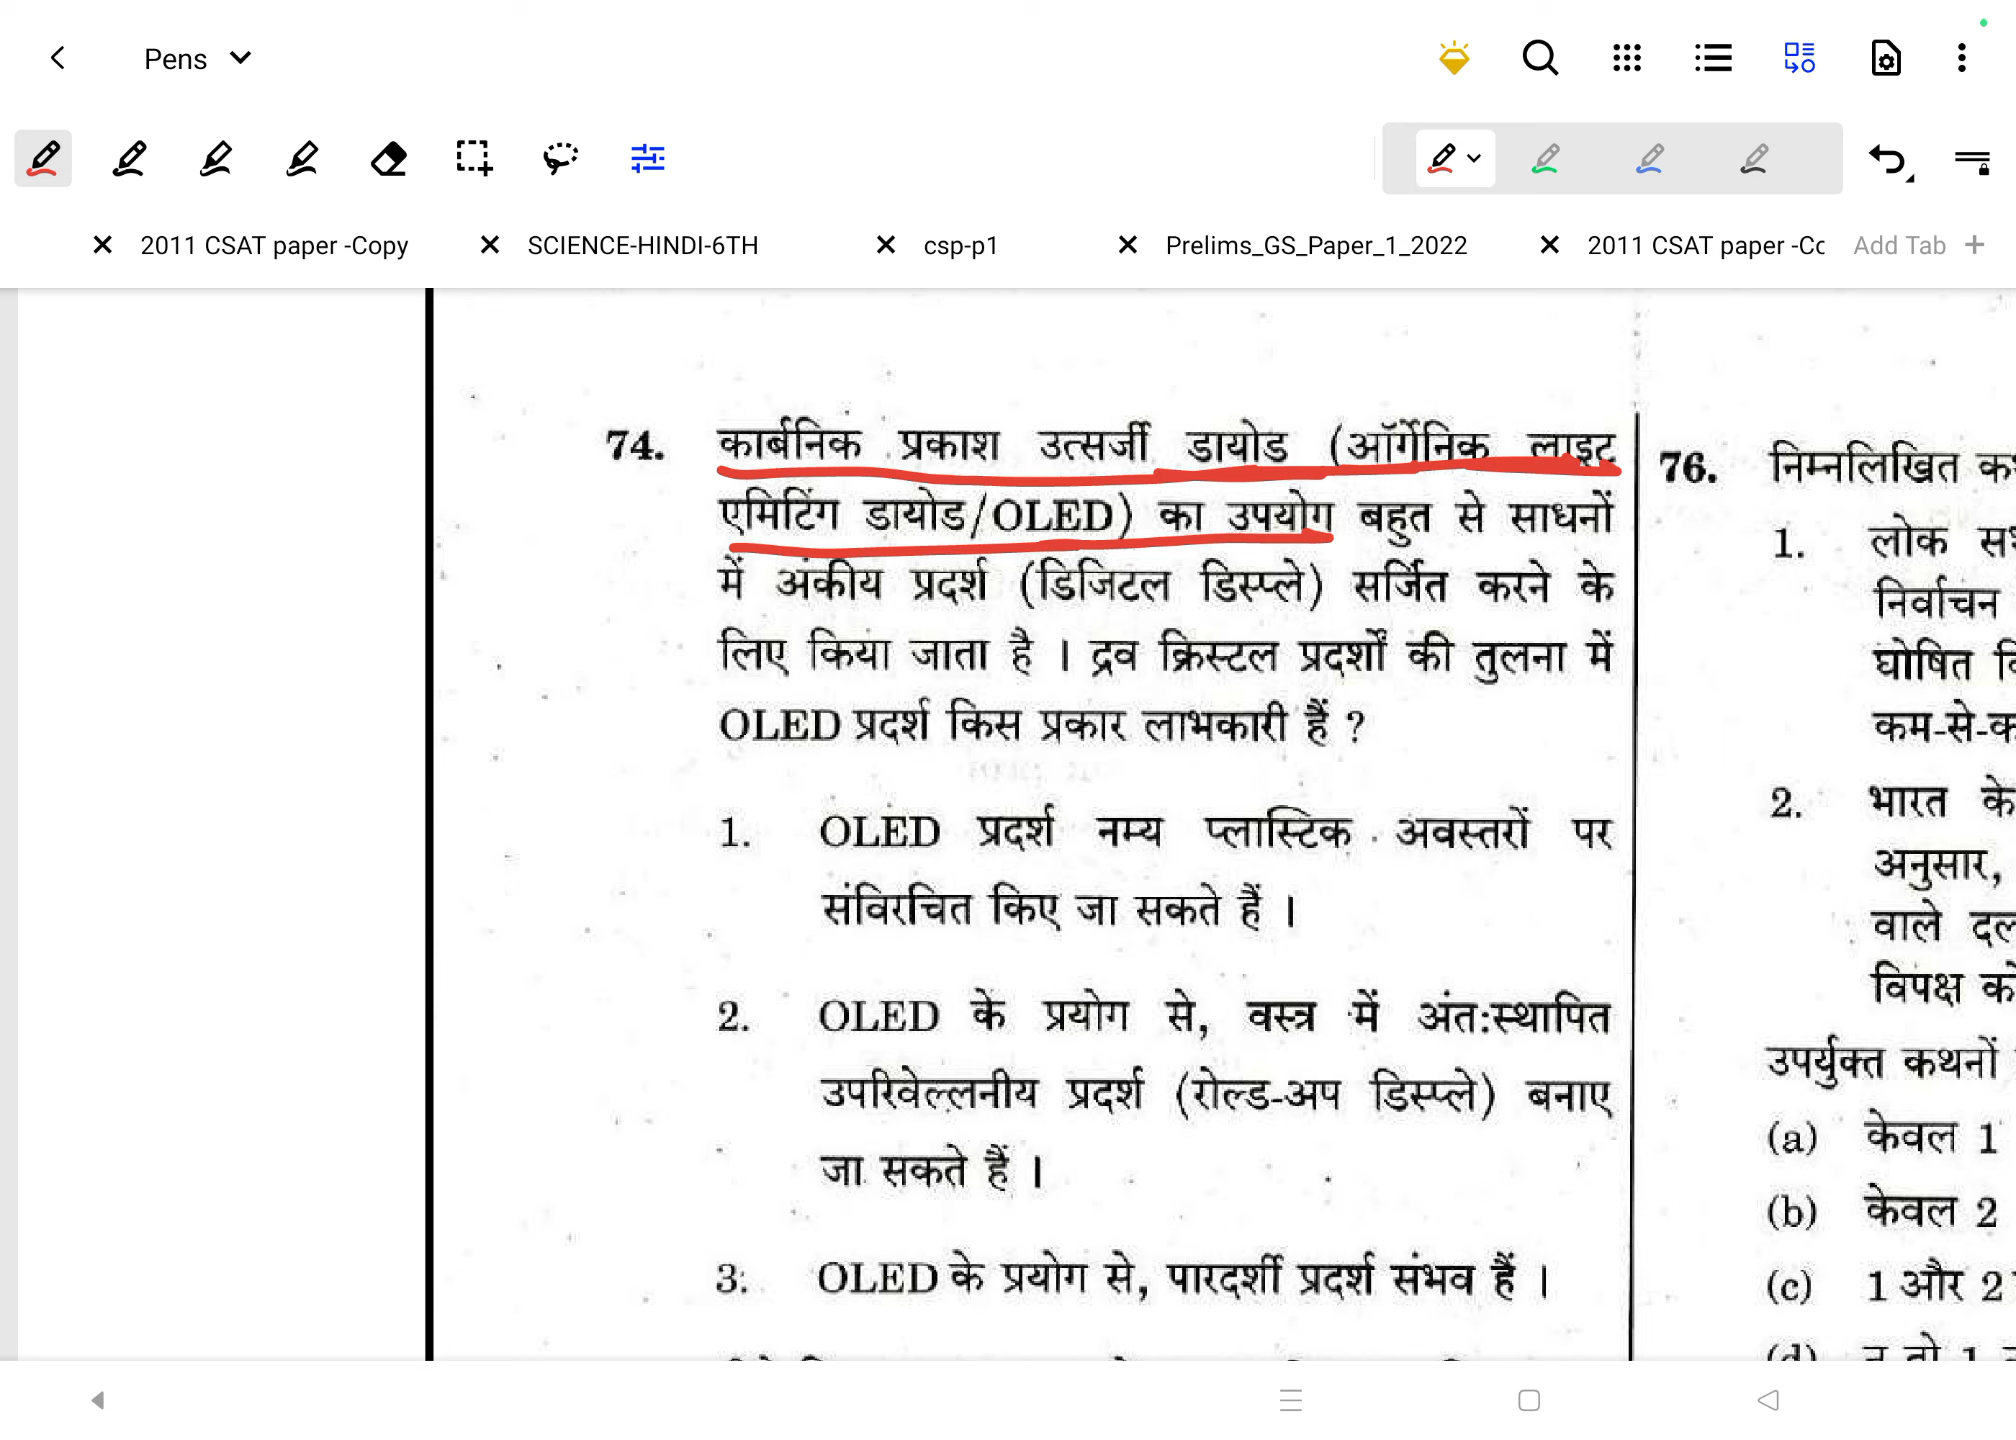 Pens
2011 CSAT paper -Copy
SCIENCE-HINDI-6TH
csp-p1
Prelims_GS_Paper_1_2022
2011 CSAT paper -Cc
Add Tab +
74. कार्बनिक प्रकाश उत्सर्जी डायोड (ऑर्गेनिक लाइट
एमिटिंग डायोड/OLED) का उपयोग बहुत से साधनों
में अंकीय प्रदर्श (डिजिटल डिस्प्ले) सर्जित करने के
लिए किया जाता है । द्रव क्रिस्टल प्रदर्शों की तुलना में
OLED प्रदर्श किस प्रकार लाभकारी हैं ?
1. OLED प्रदर्श नम्य प्लास्टिक अवस्तरों पर
संविरचित किए जा सकते हैं ।
2. OLED के प्रयोग से, वस्त्र में अंत:स्थापित
उपरिवेल्लनीय प्रदर्श (रोल्ड-अप डिस्प्ले) बनाए
जा सकते हैं ।
3. OLED के प्रयोग से, पारदर्शी प्रदर्श संभव हैं ।
76. निम्नलिखित
1. लोक
निर्वाचन
घोषित
कम-से-क
2. भारत के
अनुसार,
वाले
विपक्ष को
उपर्युक्त कथनों
(a) केवल 1
(b) केवल 2
(c) 1 और 2